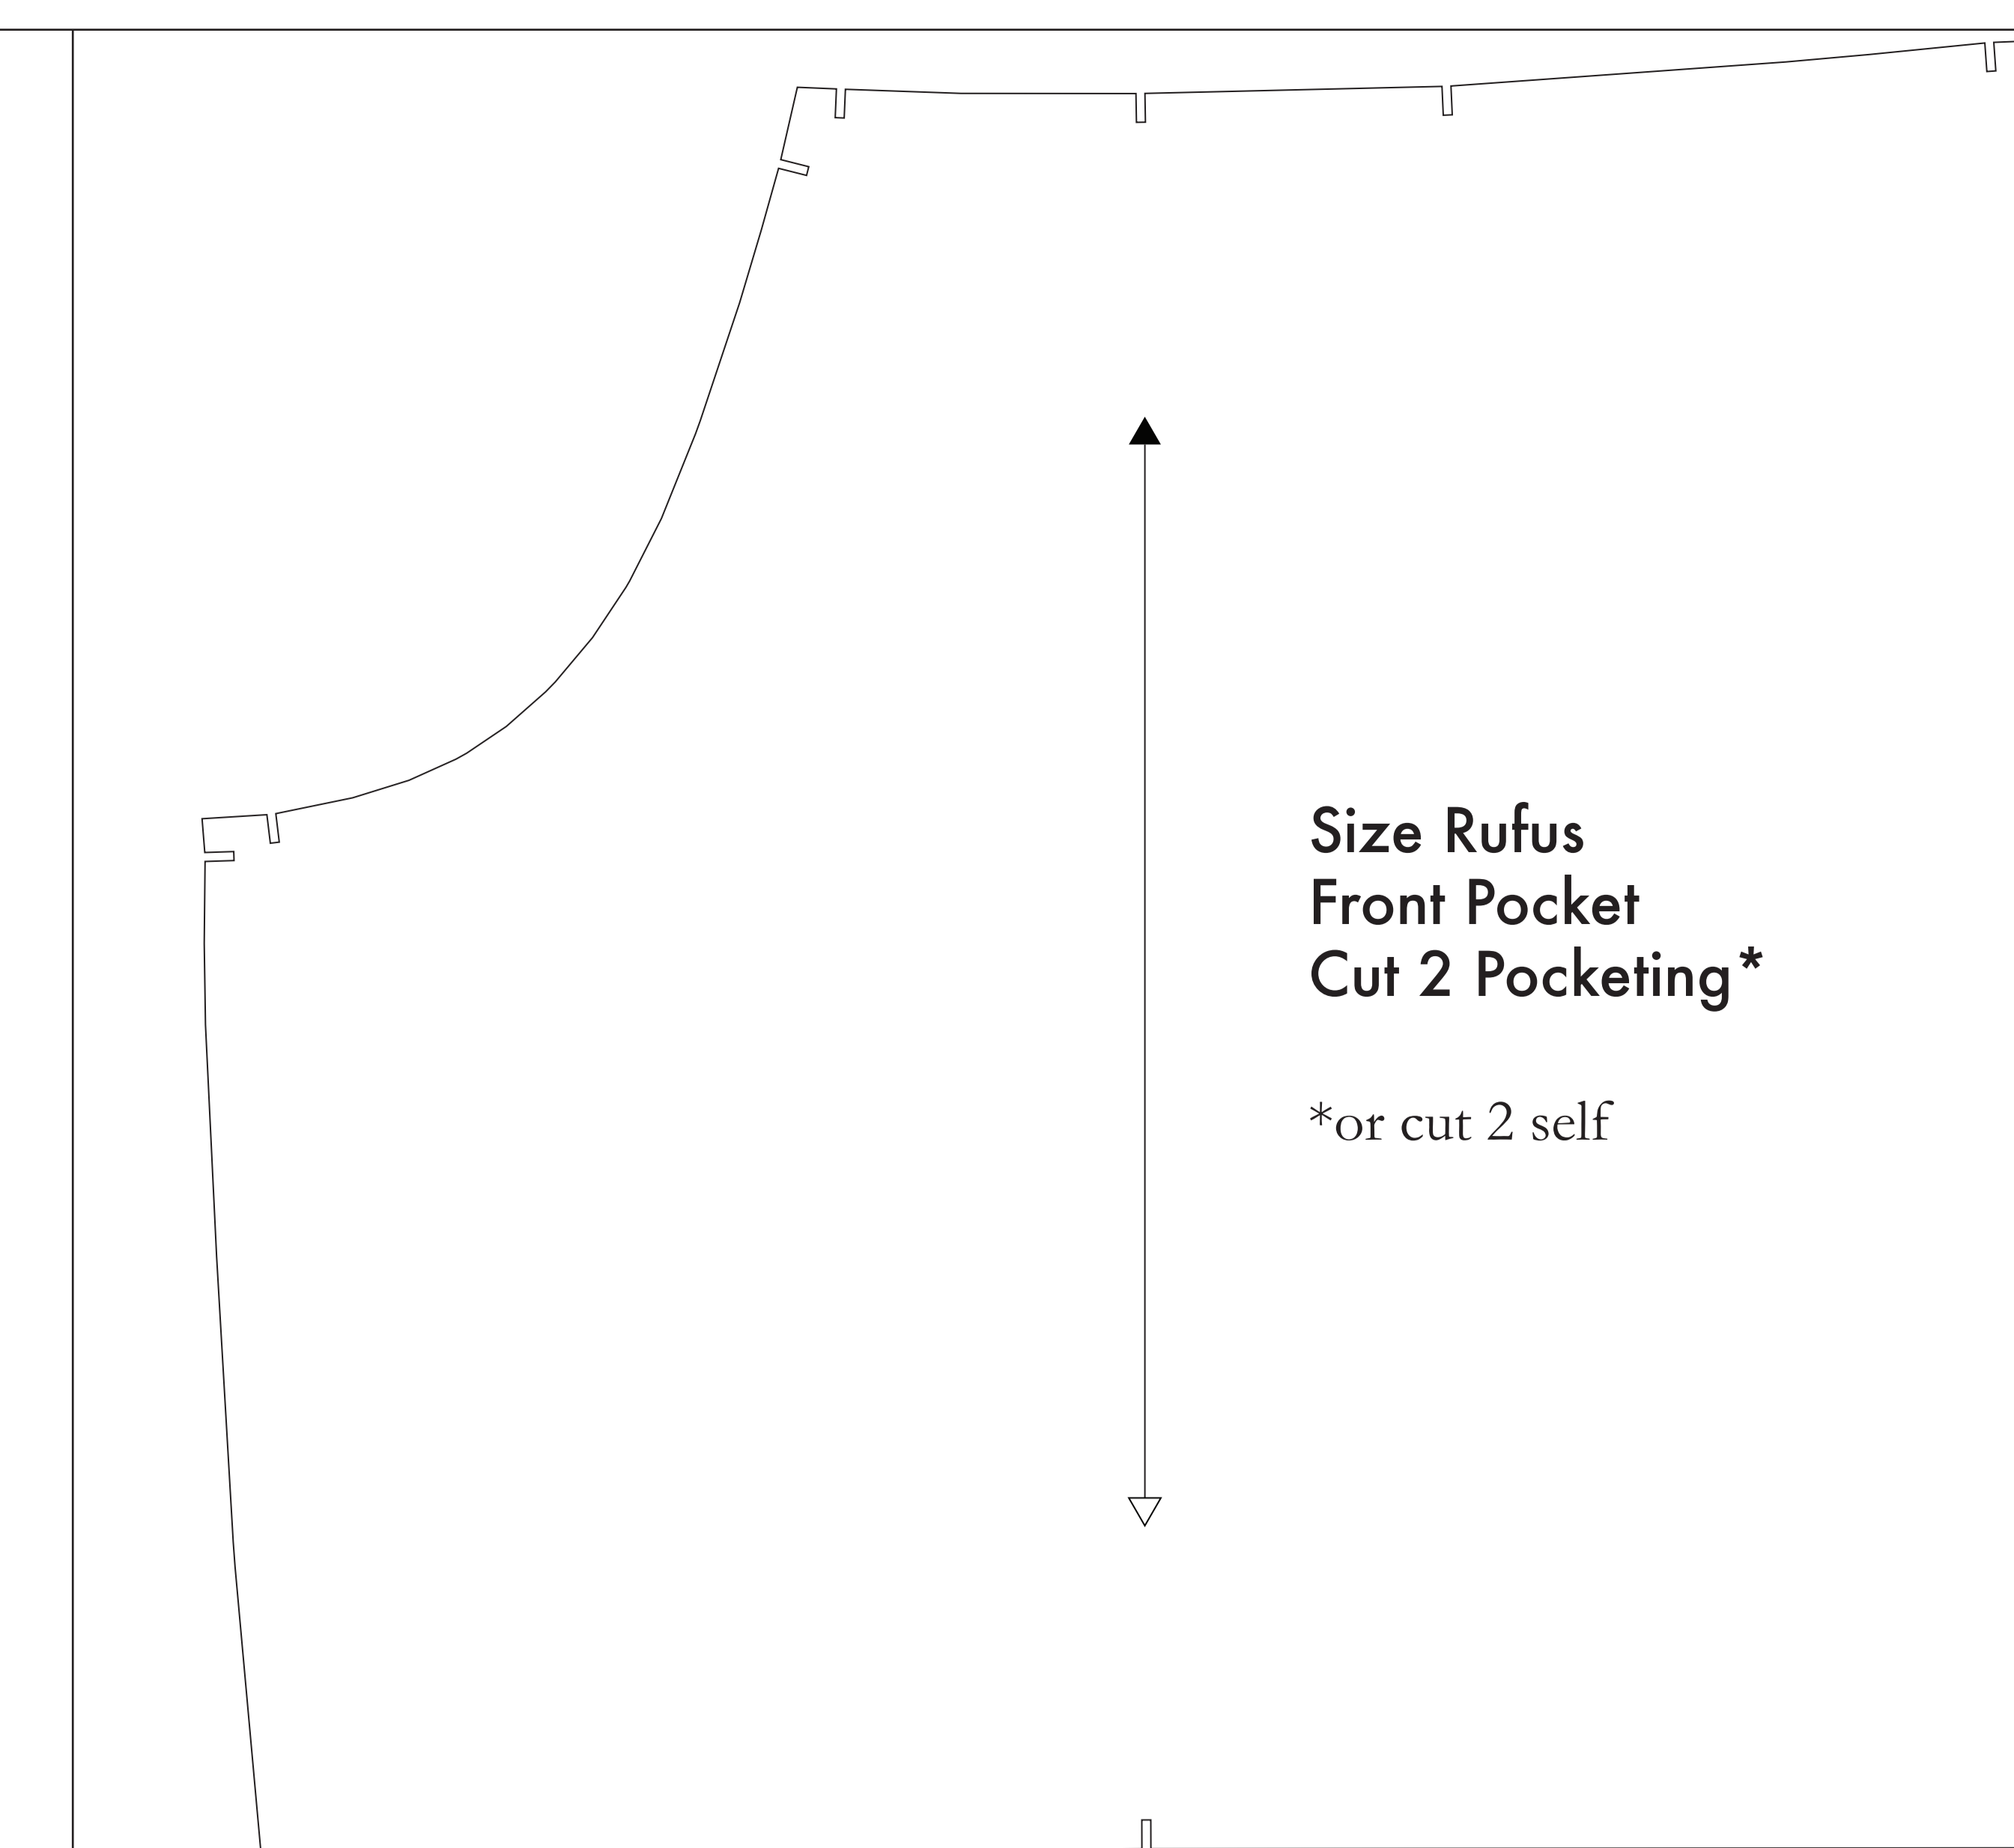 Size Rufus
Front Pocket
Cut 2 Pocketing*
*or cut 2 self